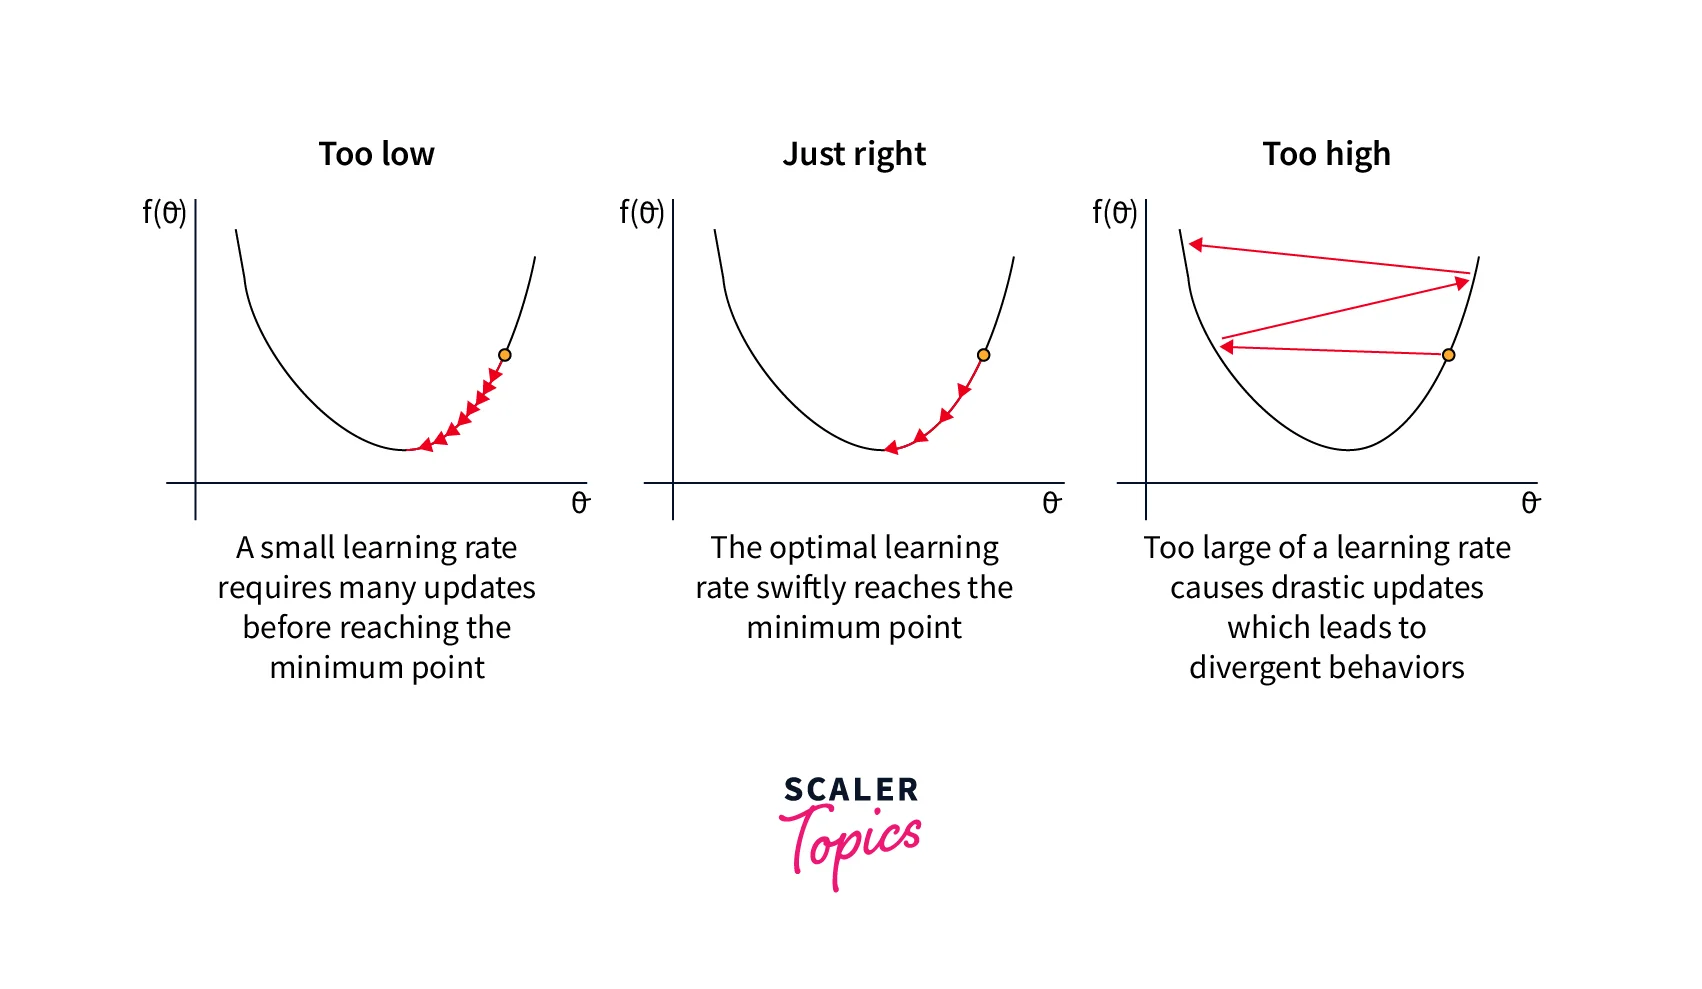 Too low
f(θ)
θ
A small learning rate
requires many updates
before reaching the
minimum point
Just right
f(θ)
θ
The optimal learning
rate swiftly reaches the
minimum point
Too high
f(θ)
θ
Too large of a learning rate
causes drastic updates
which leads to
divergent behaviors
SCALER
Topics